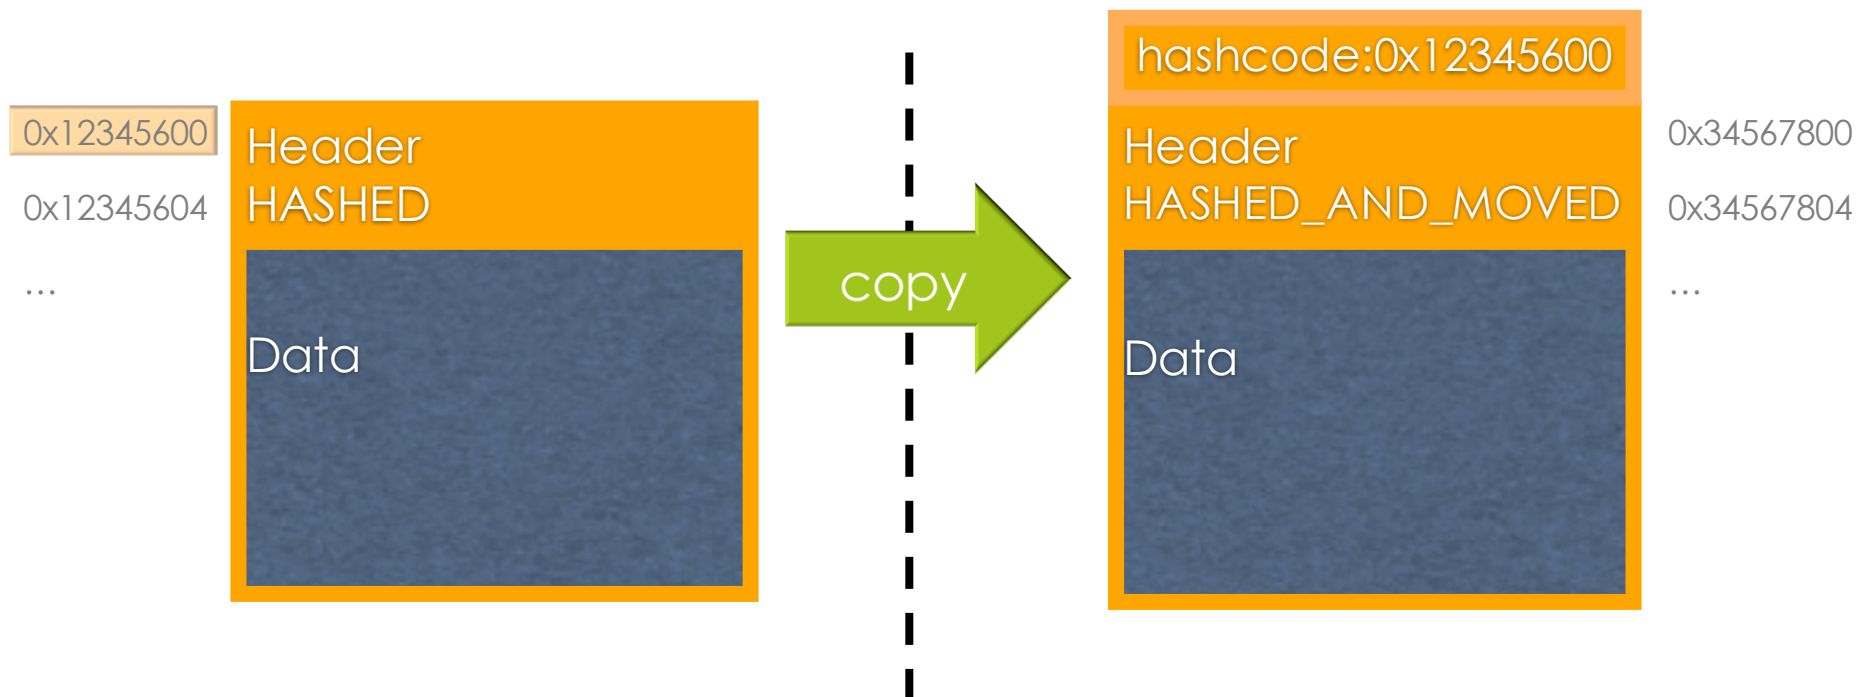 0x12345600
0x12345604
...
Header
HASHED
Data
copy
hashcode:0x12345600
Header
HASHED_AND_MOVED
Data
0x34567800
0x34567804
...